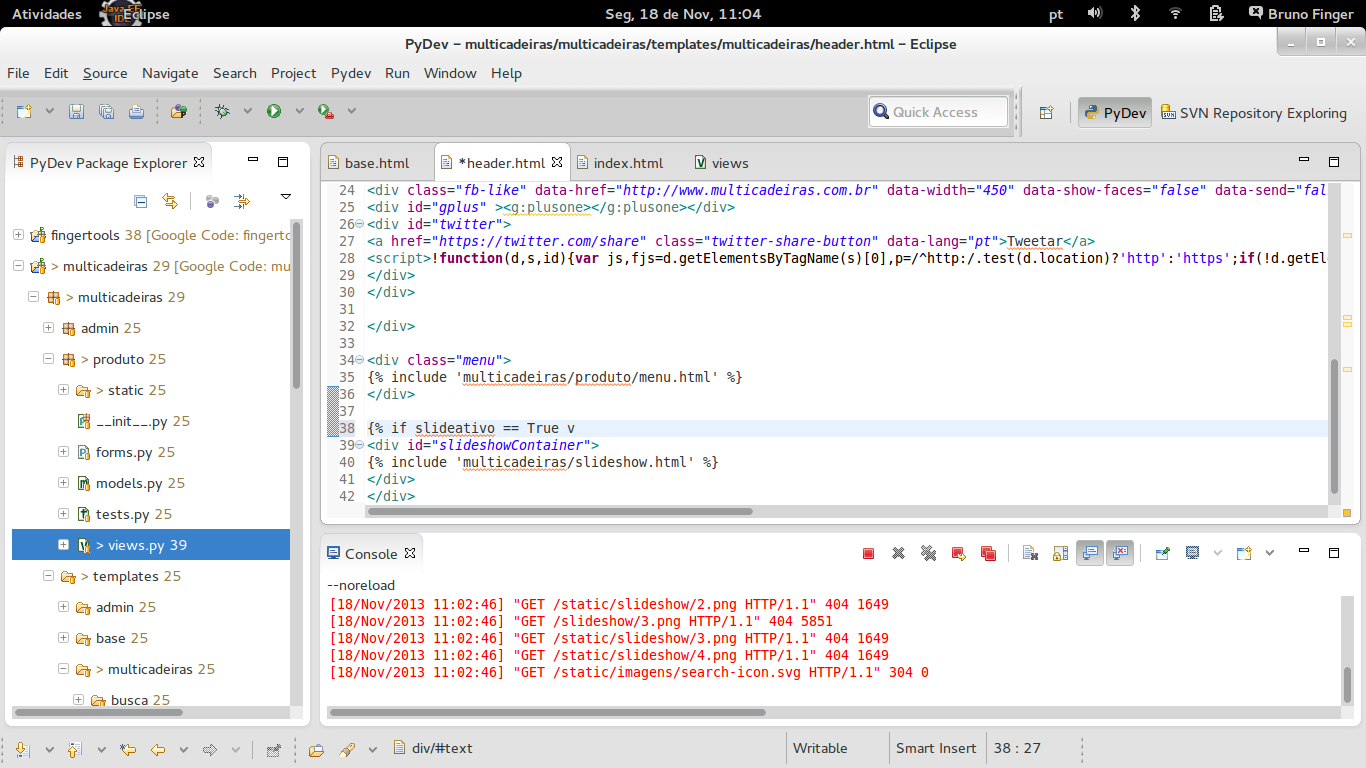 Atividades
Java EE
IDE
Eclipse
Seg, 18 de Nov, 11:04
pt
Bruno Finger
PyDev – multicadeiras/multicadeiras/templates/multicadeiras/header.html – Eclipse
File Edit Source Navigate Search Project Pydev Run Window Help
Quick Access
PyDev
SVN Repository Exploring
PyDev Package Explorer
fingertools 38 [Google Code: fingerto
> multicadeiras 29 [Google Code: mu
> multicadeiras 29
admin 25
> produto 25
> static 25
__init__.py 25
forms.py 25
models.py 25
tests.py 25
> views.py 39
> templates 25
admin 25
base 25
> multicadeiras 25
busca 25
base.html
*header.html
index.html
views
24 <div class="fb-like" data-href="http://www.multicadeiras.com.br" data-width="450" data-show-faces="false" data-send="fal
25 <div id="gplus" ><g:plusone></g:plusone></div>
26 <div id="twitter">
27 <a href="https://twitter.com/share" class="twitter-share-button" data-lang="pt">Tweetar</a>
28 <script>!function(d,s,id){var js,fjs=d.getElementsByTagName(s)[0],p=/^http:/.test(d.location)?'http':'https';if(!d.getEl
29 </div>
30 </div>
31
32 </div>
33
34 <div class="menu">
35 {% include 'multicadeiras/produto/menu.html' %}
36 </div>
37
38 {% if slideativo == True v
39 <div id="slideshowContainer">
40 {% include 'multicadeiras/slideshow.html' %}
41 </div>
42 </div>
Console
--noreload
[18/Nov/2013 11:02:46] "GET /static/slideshow/2.png HTTP/1.1" 404 1649
[18/Nov/2013 11:02:46] "GET /slideshow/3.png HTTP/1.1" 404 5851
[18/Nov/2013 11:02:46] "GET /static/slideshow/3.png HTTP/1.1" 404 1649
[18/Nov/2013 11:02:46] "GET /static/slideshow/4.png HTTP/1.1" 404 1649
[18/Nov/2013 11:02:46] "GET /static/imagens/search-icon.svg HTTP/1.1" 304 0
div/#text
Writable
Smart Insert
38 : 27